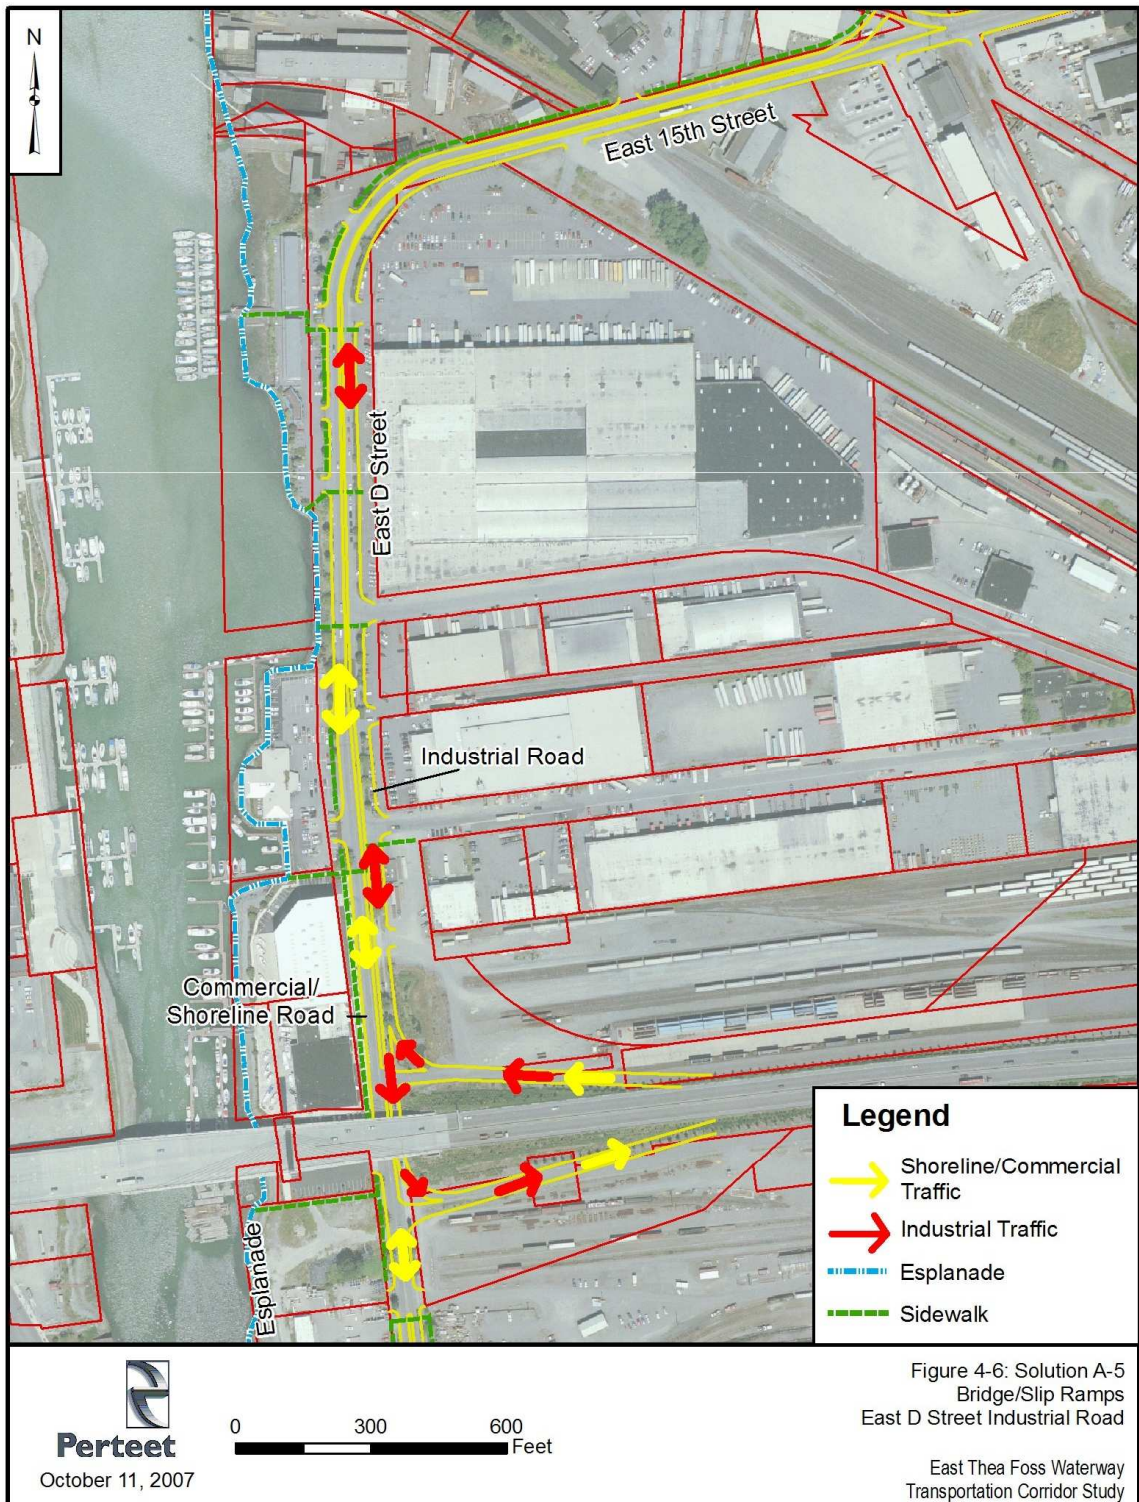 N
East 15th Street
East D Street
Industrial Road
Commercial/
Shoreline Road
Esplanade
Legend
Shoreline/Commercial
Traffic
Industrial Traffic
Esplanade
Sidewalk
Perteet
October 11, 2007
0 300 600
Feet
Figure 4-6: Solution A-5
Bridge/Slip Ramps
East D Street Industrial Road
East Thea Foss Waterway
Transportation Corridor Study